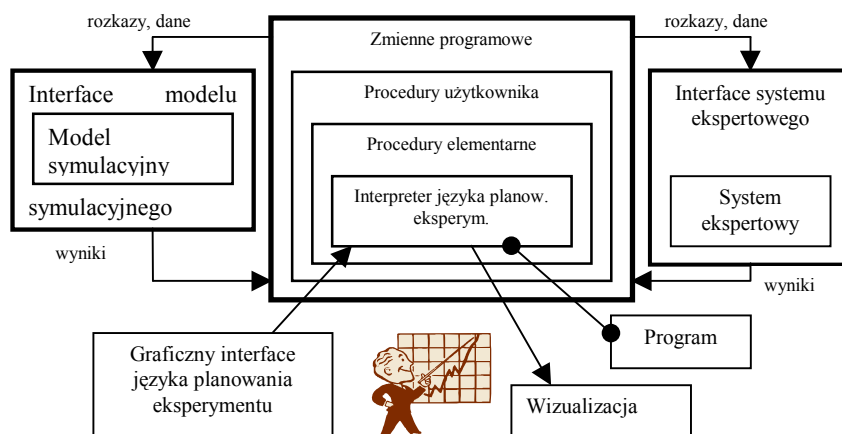 rozkazy, dane
Zmienne programowe
rozkazy, dane
Interface modelu
Model
symulacyjny
symulacyjnego
Procedury użytkownika
Procedury elementarne
Interpreter języka planow.
eksperym.
Interface systemu
ekspertowego
System
ekspertowy
wyniki
wyniki
Graficzny interface
języka planowania
eksperymentu
Program
Wizualizacja